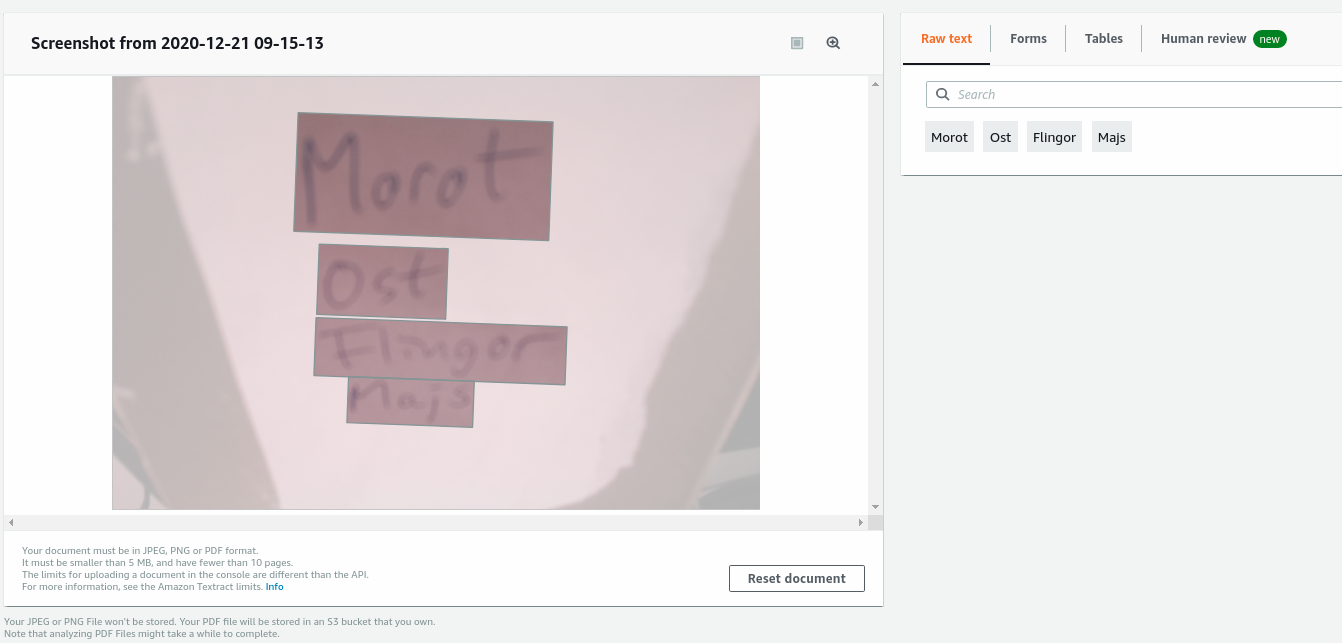 Screenshot from 2020-12-21 09-15-13
Morot
Ost
Flingor
Majs
Your document must be in JPEG, PNG or PDF format.
It must be smaller than 5 MB, and have fewer than 10 pages.
The limits for uploading a document in the console are different than the API.
For more information, see the Amazon Textract limits. Info
Reset document
Your JPEG or PNG File won't be stored. Your PDF file will be stored in an S3 bucket that you own.
Note that analyzing PDF Files might take a while to complete.
Raw text Forms Tables Human review new
Search
Morot Ost Flingor Majs